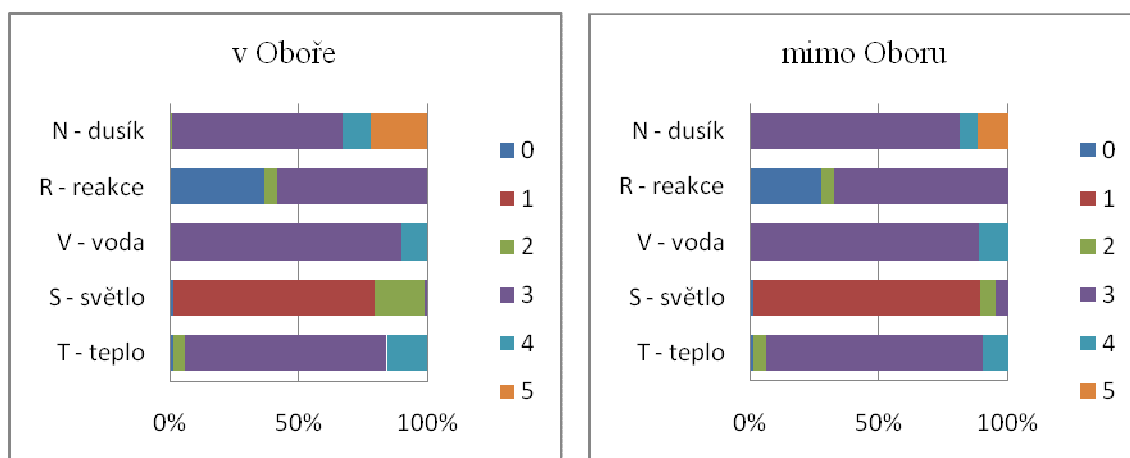 v Oboře
N - dusík
R - reakce
V - voda
S - světlo
T - teplo
0% 50% 100%
0
1
2
3
4
5
mimo Oboru
N - dusík
R - reakce
V - voda
S - světlo
T - teplo
0% 50% 100%
0
1
2
3
4
5